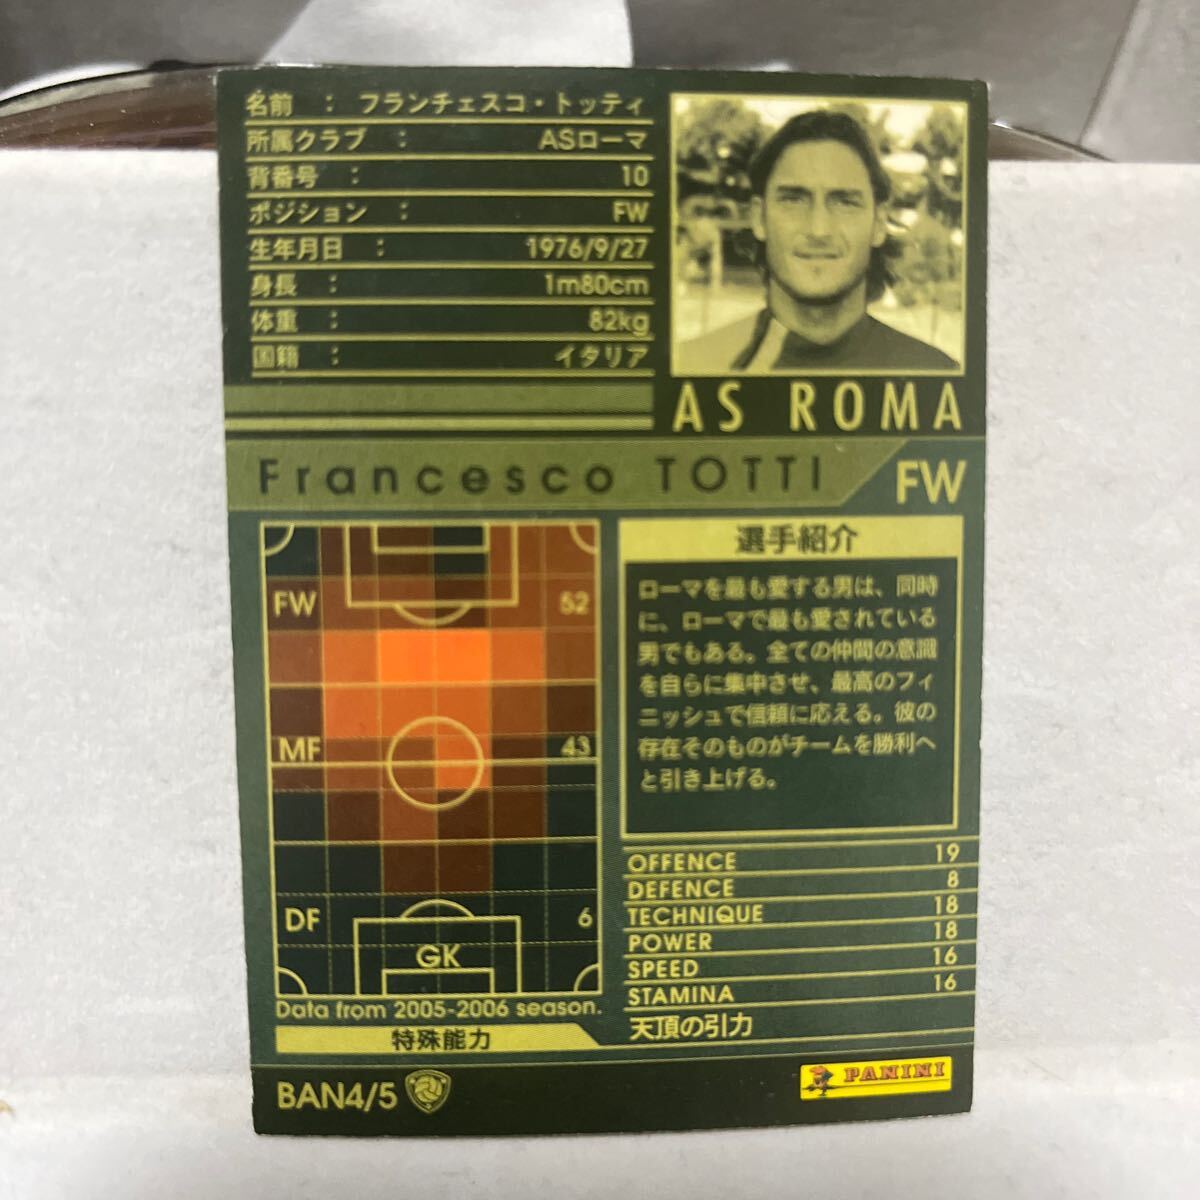 名前 : フランチェスコ・トッティ
所属クラブ : ASローマ
背番号 : 10
ポジション : FW
生年月日 : 1976/9/27
身長 : 1m80cm
体重 : 82kg
国籍 : イタリア
AS ROMA
Francesco TOTTI
FW
FW 52
MF 43
DF 6
GK
Data from 2005-2006 season.
選手紹介
ローマを最も愛する男は、同時
に、ローマで最も愛されている
男でもある。全ての仲間の意識
を自らに集中させ、最高のフィ
ニッシュで信頼に応える。彼の
存在そのものがチームを勝利へ
と引き上げる。
OFFENCE 19
DEFENCE 8
TECHNIQUE 18
POWER 18
SPEED 16
STAMINA 16
特殊能力
天頂の引力
BAN4/5
PANINI